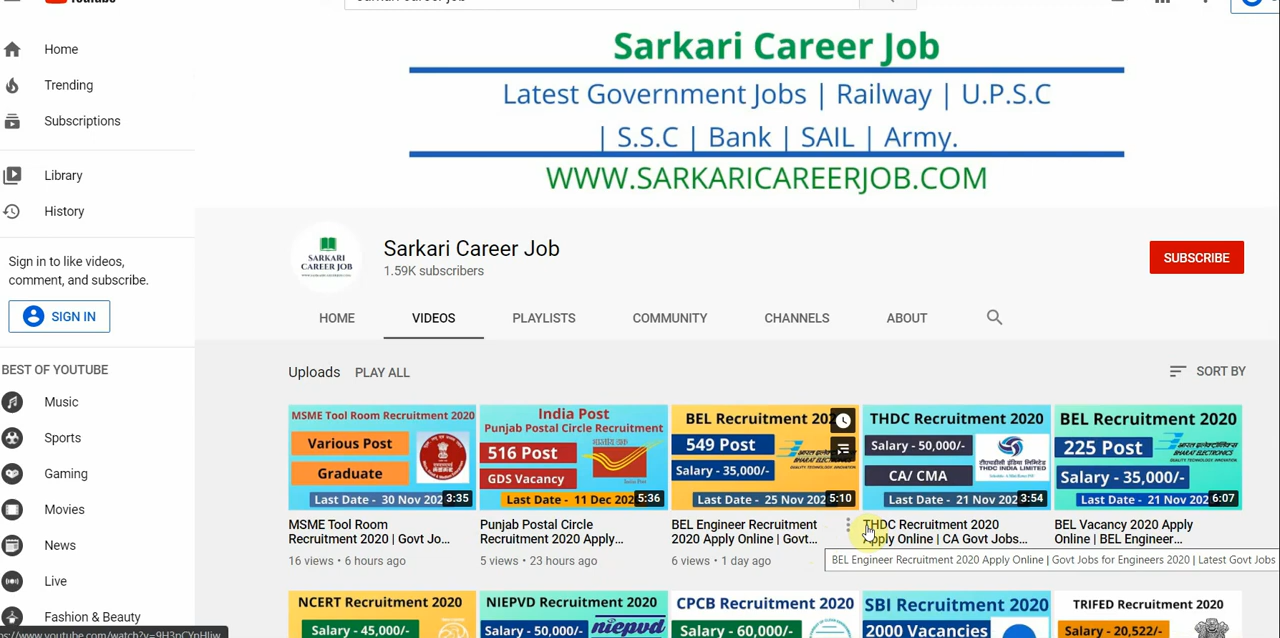 Sarkari Career Job
Latest Government Jobs | Railway | U.P.S.C
| S.S.C | Bank | SAIL | Army.
WWW.SARKARICAREERJOB.COM
Home
Trending
Subscriptions
Library
History
Sign in to like videos,
comment, and subscribe.
SIGN IN
BEST OF YOUTUBE
Music
Sports
Gaming
Movies
News
Live
Fashion & Beauty
SARKARI
CAREER JOB
Sarkari Career Job
1.59K subscribers
SUBSCRIBE
HOME VIDEOS PLAYLISTS COMMUNITY CHANNELS ABOUT
Uploads PLAY ALL
SORT BY
MSME Tool Room Recruitment 2020
Various Post
Graduate
Last Date - 30 Nov 202
3:35
MSME Tool Room
Recruitment 2020 | Govt Jo...
16 views • 6 hours ago
India Post
Punjab Postal Circle
Recruitment 2020
516 Post
GDS Vacancy
Last Date - 11 Dec 202
5:36
Punjab Postal Circle
Recruitment 2020 Apply...
5 views • 23 hours ago
BEL Recruitment 202
549 Post
Salary - 35,000/-
Last Date - 25 Nov 202
5:10
BEL Engineer Recruitment
2020 Apply Online | Govt...
6 views • 1 day ago
THDC Recruitment 2020
Salary - 50,000/-
CA/ CMA
THDC INDIA LIMITED
Last Date - 21 Nov 202
3:54
THDC Recruitment 2020
Apply Online | CA Govt Jobs...
BEL Recruitment 2020
225 Post
Salary - 35,000/-
Last Date - 21 Nov 202
6:07
BEL Vacancy 2020 Apply
Online | BEL Engineer...
BEL Engineer Recruitment 2020 Apply Online | Govt Jobs for Engineers 2020 | Latest Govt Jobs
NCERT Recruitment 2020
Salary - 45,000/-
NIEPVD Recruitment 2020
Salary - 50,000/-
niepvd
CPCB Recruitment 2020
Salary - 60,000/-
SBI Recruitment 2020
2000 Vacancies
TRIFED Recruitment 2020
Salary - 20,522/-